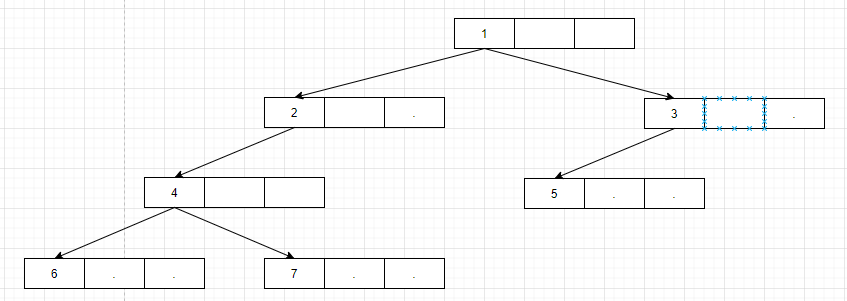 1
2 .
3 .
4
5 . .
6 . .
7 . .